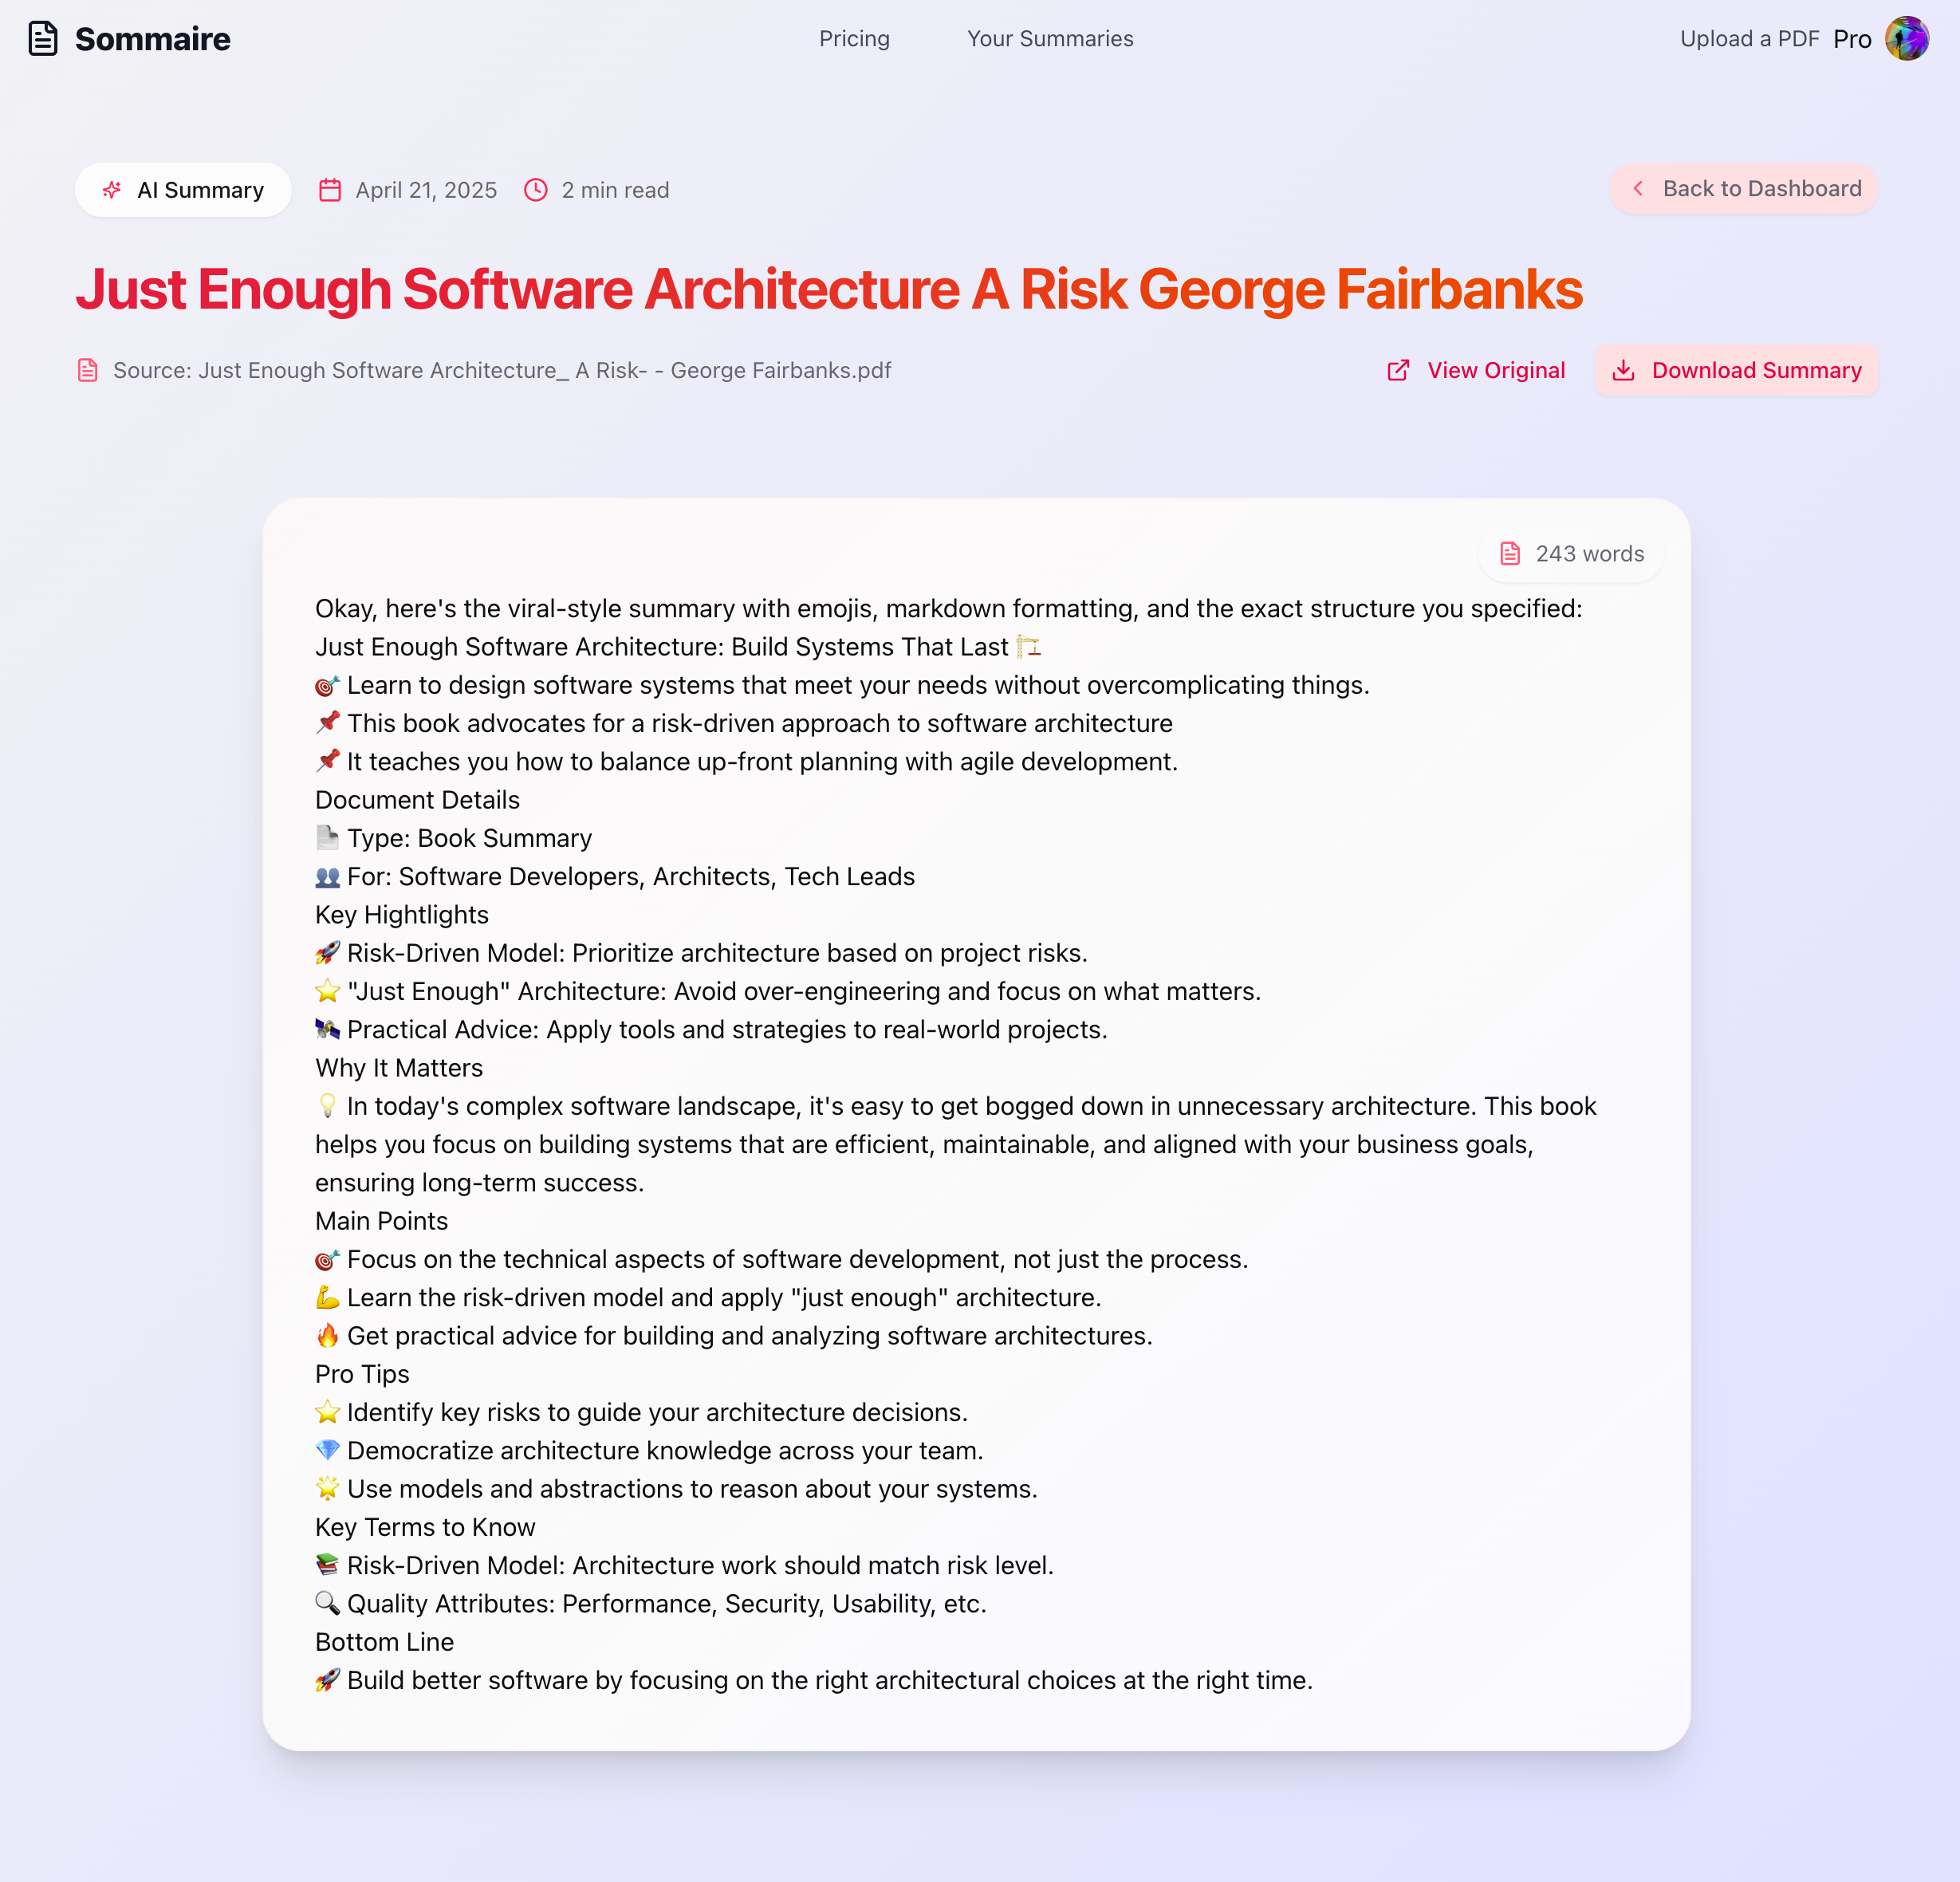 Sommaire
Pricing
Your Summaries
Upload a PDF
Pro
AI Summary
April 21, 2025
2 min read
Back to Dashboard
Just Enough Software Architecture A Risk George Fairbanks
Source: Just Enough Software Architecture_ A Risk- - George Fairbanks.pdf
View Original
Download Summary
243 words
Okay, here's the viral-style summary with emojis, markdown formatting, and the exact structure you specified:
Just Enough Software Architecture: Build Systems That Last 🏗️
🎯 Learn to design software systems that meet your needs without overcomplicating things.
📌 This book advocates for a risk-driven approach to software architecture
📌 It teaches you how to balance up-front planning with agile development.
Document Details
📄 Type: Book Summary
👥 For: Software Developers, Architects, Tech Leads
Key Hightlights
🚀 Risk-Driven Model: Prioritize architecture based on project risks.
⭐ "Just Enough" Architecture: Avoid over-engineering and focus on what matters.
🛰️ Practical Advice: Apply tools and strategies to real-world projects.
Why It Matters
💡 In today's complex software landscape, it's easy to get bogged down in unnecessary architecture. This book
helps you focus on building systems that are efficient, maintainable, and aligned with your business goals,
ensuring long-term success.
Main Points
🎯 Focus on the technical aspects of software development, not just the process.
💪 Learn the risk-driven model and apply "just enough" architecture.
🔥 Get practical advice for building and analyzing software architectures.
Pro Tips
⭐ Identify key risks to guide your architecture decisions.
💎 Democratize architecture knowledge across your team.
🌟 Use models and abstractions to reason about your systems.
Key Terms to Know
📚 Risk-Driven Model: Architecture work should match risk level.
🔍 Quality Attributes: Performance, Security, Usability, etc.
Bottom Line
🚀 Build better software by focusing on the right architectural choices at the right time.